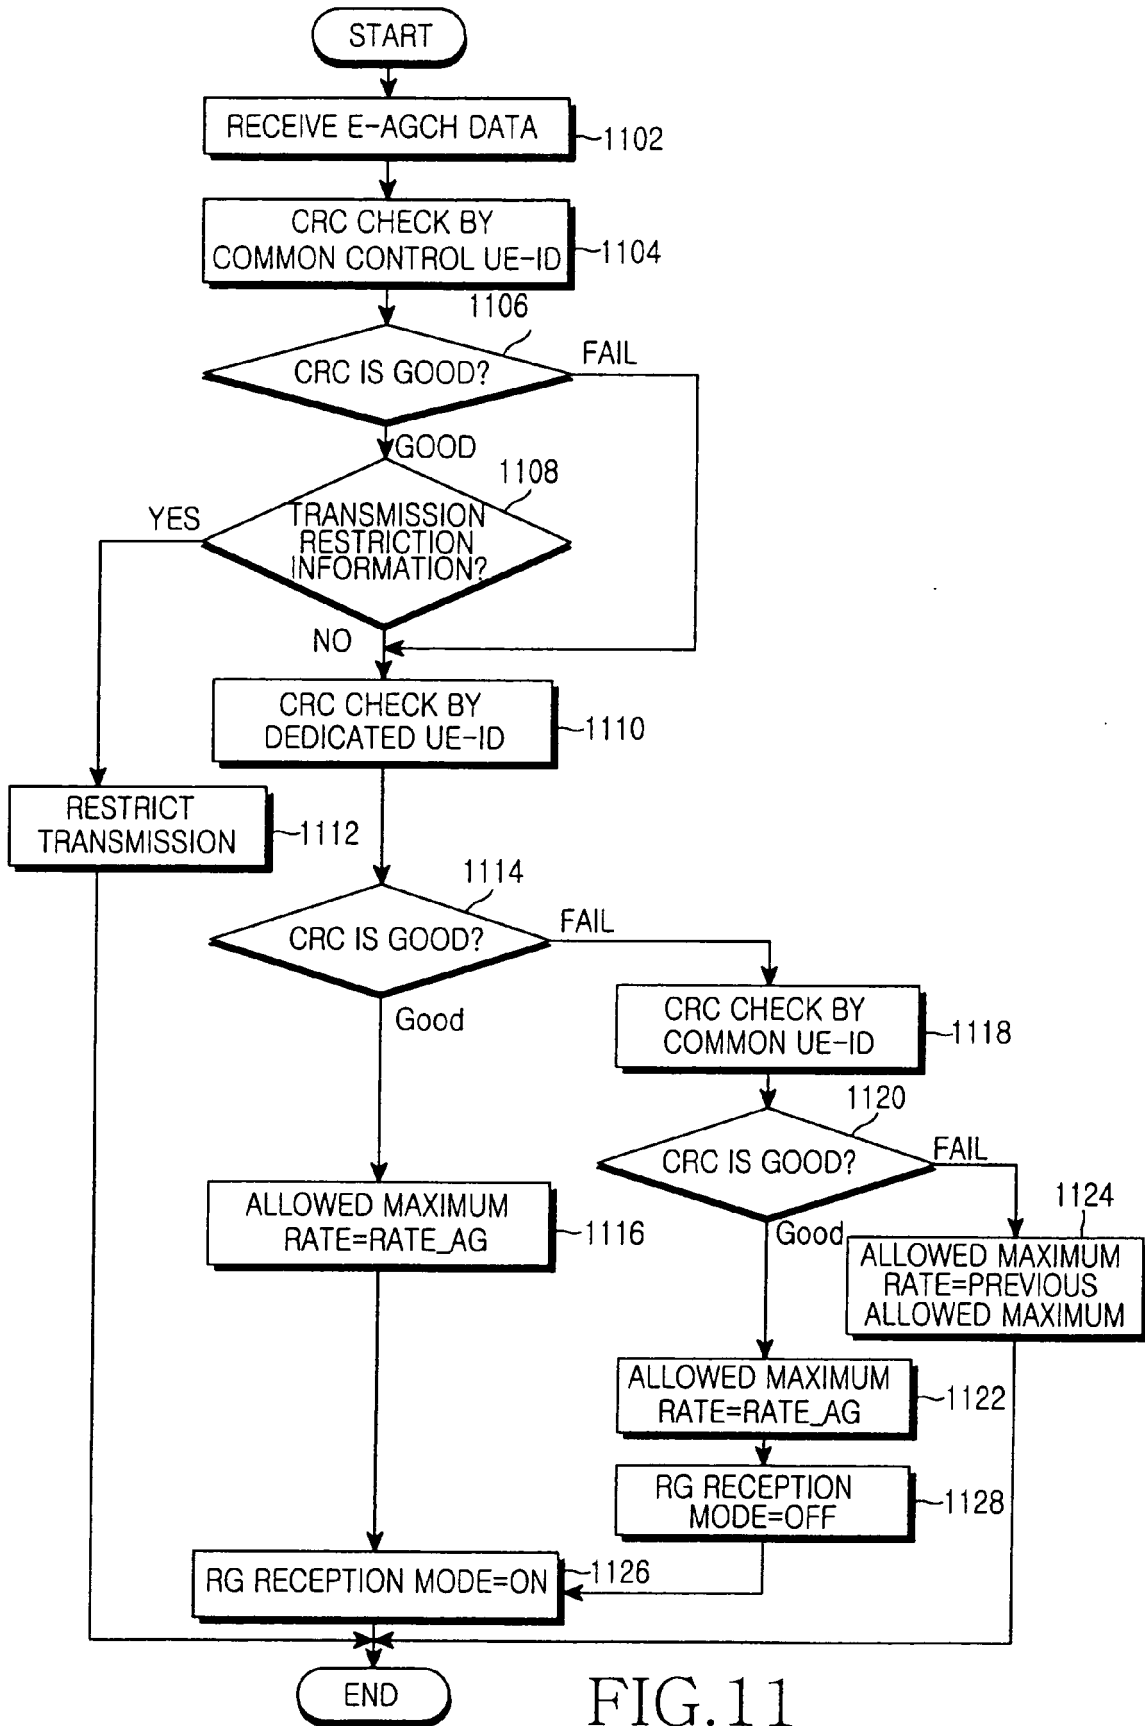 START
RECEIVE E-AGCH DATA
1102
CRC CHECK BY
COMMON CONTROL UE-ID
1104
1106
CRC IS GOOD?
FAIL
GOOD
1108
YES
TRANSMISSION
RESTRICTION
INFORMATION?
NO
CRC CHECK BY
DEDICATED UE-ID
1110
RESTRICT
TRANSMISSION
1112
1114
CRC IS GOOD?
FAIL
Good
CRC CHECK BY
COMMON UE-ID
1118
1120
CRC IS GOOD?
FAIL
Good
1124
ALLOWED MAXIMUM
RATE=PREVIOUS
ALLOWED MAXIMUM
ALLOWED MAXIMUM
RATE=RATE_AG
1116
ALLOWED MAXIMUM
RATE=RATE_AG
1122
RG RECEPTION
MODE=OFF
1128
RG RECEPTION MODE=ON
1126
END
FIG.11